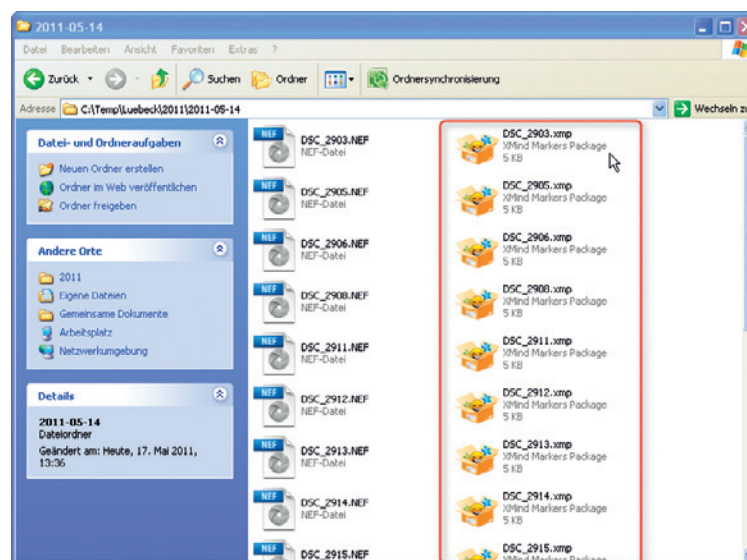 2011-05-14
Datei Bearbeiten Ansicht Favoriten Extras ?
Zurück Suchen Ordner Ordnersynchronisierung
Adresse C:\Temp\Luebeck\2011\2011-05-14 Wechseln zu
Datei- und Ordneraufgaben
Neuen Ordner erstellen
Ordner im Web veröffentlichen
Ordner freigeben
Andere Orte
2011
Eigene Dateien
Gemeinsame Dokumente
Arbeitsplatz
Netzwerkumgebung
Details
2011-05-14
Dateiordner
Geändert am: Heute, 17. Mai 2011,
13:36
NEF
DSC_2903.NEF
NEF-Datei
NEF
DSC_2905.NEF
NEF-Datei
NEF
DSC_2906.NEF
NEF-Datei
NEF
DSC_2908.NEF
NEF-Datei
NEF
DSC_2911.NEF
NEF-Datei
NEF
DSC_2912.NEF
NEF-Datei
NEF
DSC_2913.NEF
NEF-Datei
NEF
DSC_2914.NEF
NEF-Datei
NEF
DSC_2915.NEF
DSC_2903.xmp
XMind Markers Package
5 KB
DSC_2905.xmp
XMind Markers Package
5 KB
DSC_2906.xmp
XMind Markers Package
5 KB
DSC_2908.xmp
XMind Markers Package
5 KB
DSC_2911.xmp
XMind Markers Package
5 KB
DSC_2912.xmp
XMind Markers Package
5 KB
DSC_2913.xmp
XMind Markers Package
5 KB
DSC_2914.xmp
XMind Markers Package
5 KB
DSC_2915.xmp
XMind Markers Package